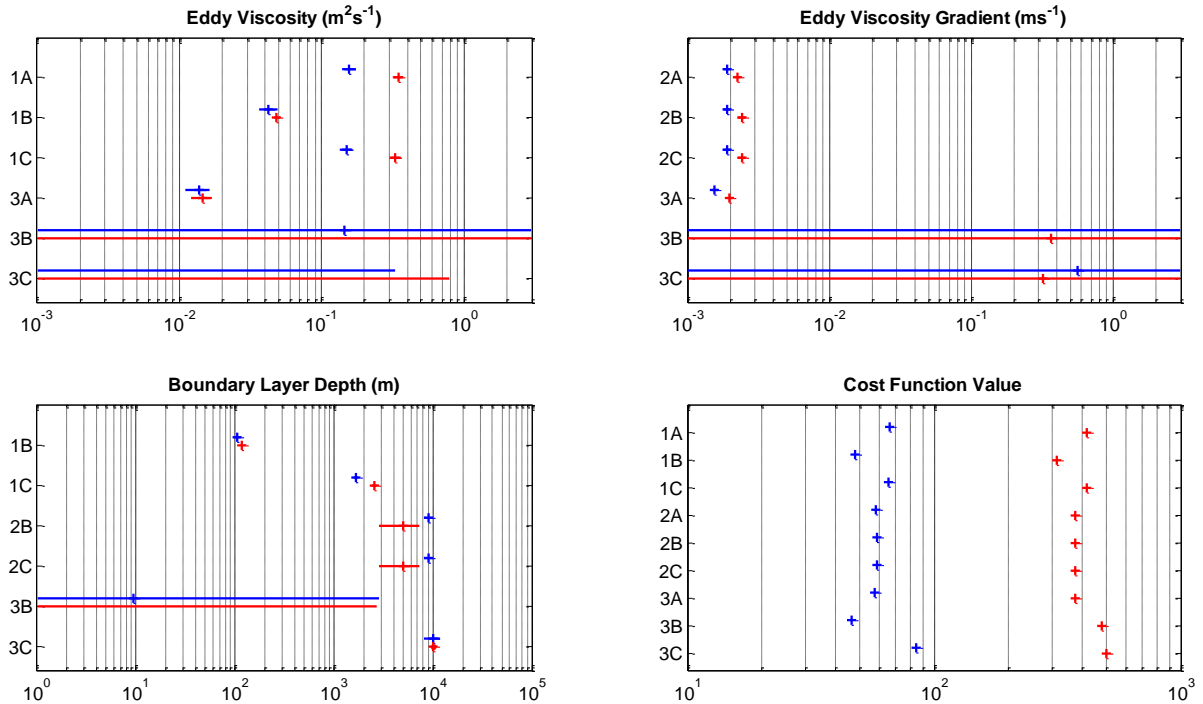 Eddy Viscosity (m²s⁻¹)
1A
1B
1C
3A
3B
3C
10⁻³ 10⁻² 10⁻¹ 10⁰
Eddy Viscosity Gradient (ms⁻¹)
2A
2B
2C
3A
3B
3C
10⁻³ 10⁻² 10⁻¹ 10⁰
Boundary Layer Depth (m)
1B
1C
2B
2C
3B
3C
10⁰ 10¹ 10² 10³ 10⁴ 10⁵
Cost Function Value
1A
1B
1C
2A
2B
2C
3A
3B
3C
10¹ 10² 10³